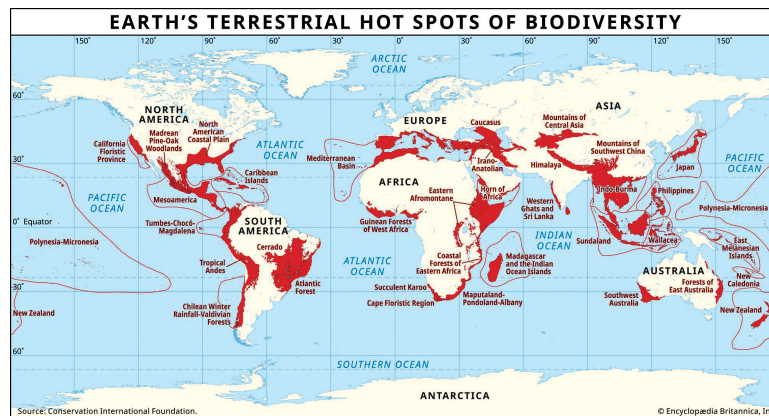 EARTH'S TERRESTRIAL HOT SPOTS OF BIODIVERSITY
150°
120°
90°
60°
30°
0°
30°
60°
90°
120°
150°
ARCTIC
OCEAN
60°
NORTH
AMERICA
EUROPE
ASIA
Caucasus
Mountains of
Central Asia
Madrean
Pine-Oak
Woodlands
North
American
Coastal Plain
California
Floristic
Province
ATLANTIC
OCEAN
Mediterranean
Basin
Irano-
Anatolian
Himalaya
Mountains of
Southwest China
Japan
PACIFIC
OCEAN
30°
Caribbean
Islands
AFRICA
Eastern
Afromontane
Horn of
Africa
Western
Ghats and
Sri Lanka
Indo-Burma
Philippines
PACIFIC
OCEAN
Mesoamerica
Polynesia-Micronesia
0° Equator
Tumbes-Chocó-
Magdalena
SOUTH
AMERICA
Guinean Forests
of West Africa
INDIAN
OCEAN
Sundaland
Wallacea
East
Melanesian
Islands
Polynesia-Micronesia
Cerrado
Tropical
Andes
Atlantic
Forest
ATLANTIC
OCEAN
Coastal
Forests of
Eastern Africa
Madagascar
and the Indian
Ocean Islands
AUSTRALIA
New
Caledonia
30°
Succulent Karoo
Cape Floristic Region
Maputaland-
Pondoland-Albany
Southwest
Australia
Forests of
East Australia
New Zealand
Chilean Winter
Rainfall-Valdivian
Forests
New Zealand
60°
SOUTHERN OCEAN
ANTARCTICA
Source: Conservation International Foundation.
© Encyclopædia Britannica, In